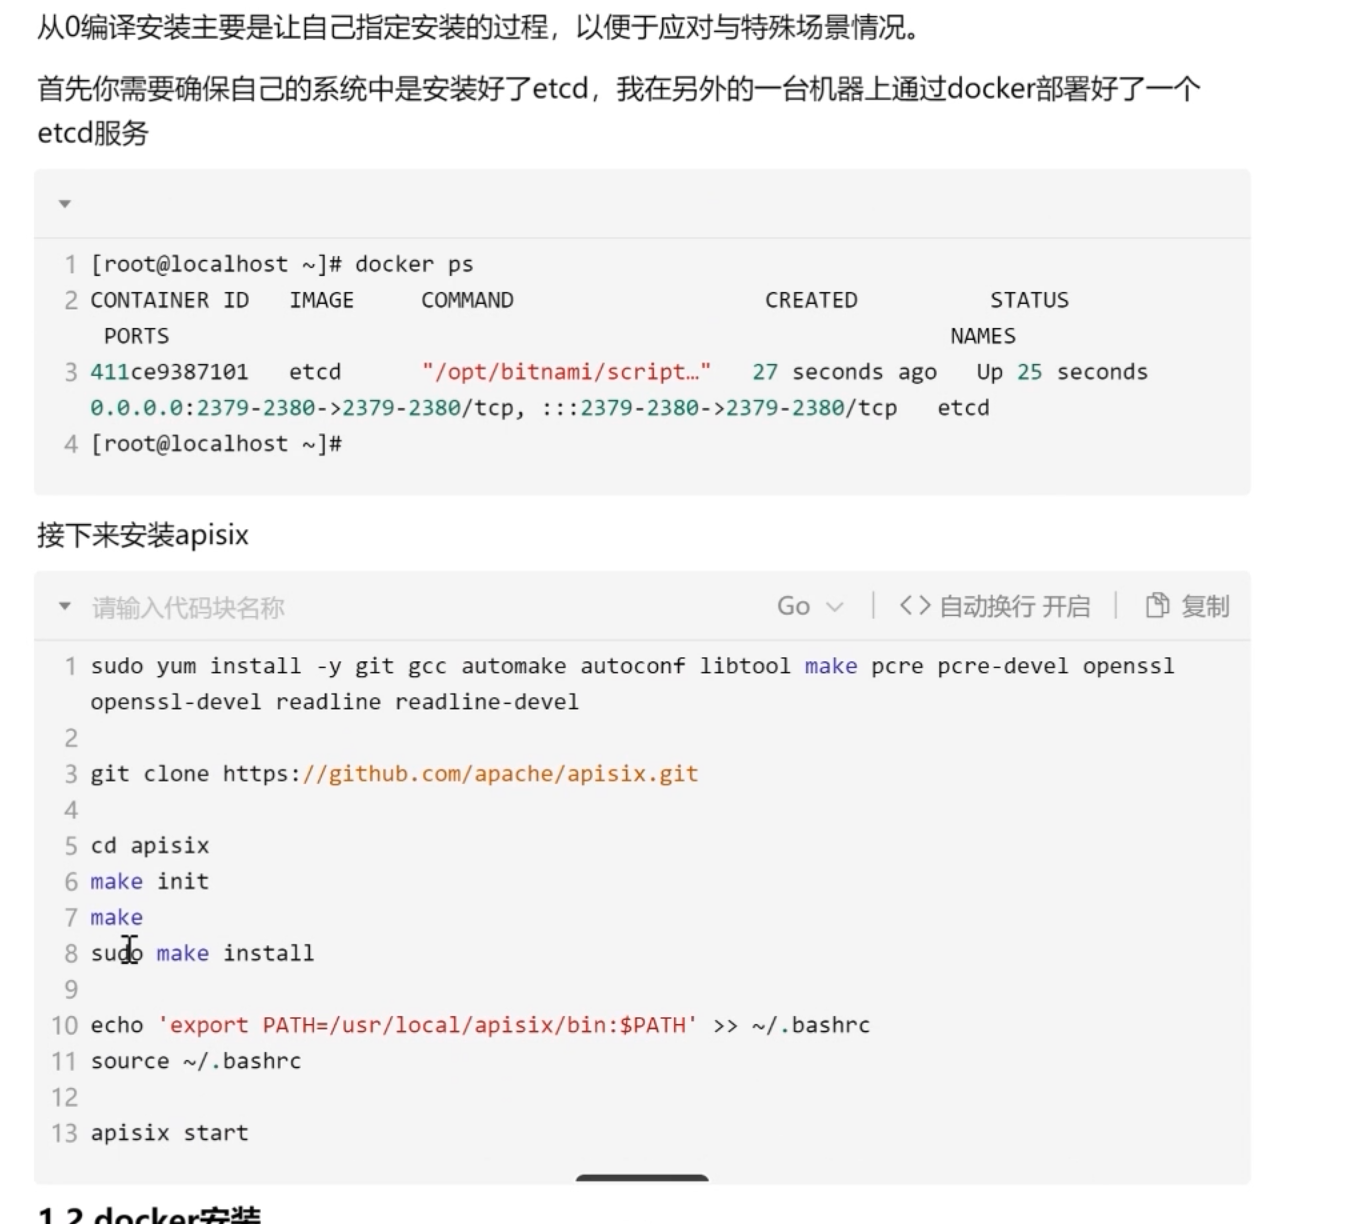 从0编译安装主要是让自己指定安装的过程，以便于应对与特殊场景情况。
首先你需要确保自己的系统中是安装好了etcd，我在另外的一台机器上通过docker部署好了一个
etcd服务
1 [root@localhost ~]# docker ps
2 CONTAINER ID   IMAGE     COMMAND                   CREATED          STATUS
 PORTS                                                           NAMES
3 411ce9387101   etcd      "/opt/bitnami/script…"   27 seconds ago   Up 25 seconds
0.0.0.0:2379-2380->2379-2380/tcp, :::2379-2380->2379-2380/tcp   etcd
4 [root@localhost ~]#
接下来安装apisix
请输入代码块名称 Go 自动换行 开启 复制
1 sudo yum install -y git gcc automake autoconf libtool make pcre pcre-devel openssl
openssl-devel readline readline-devel
2
3 git clone https://github.com/apache/apisix.git
4
5 cd apisix
6 make init
7 make
8 sudo make install
9
10 echo 'export PATH=/usr/local/apisix/bin:$PATH' >> ~/.bashrc
11 source ~/.bashrc
12
13 apisix start
1.2 docker安装